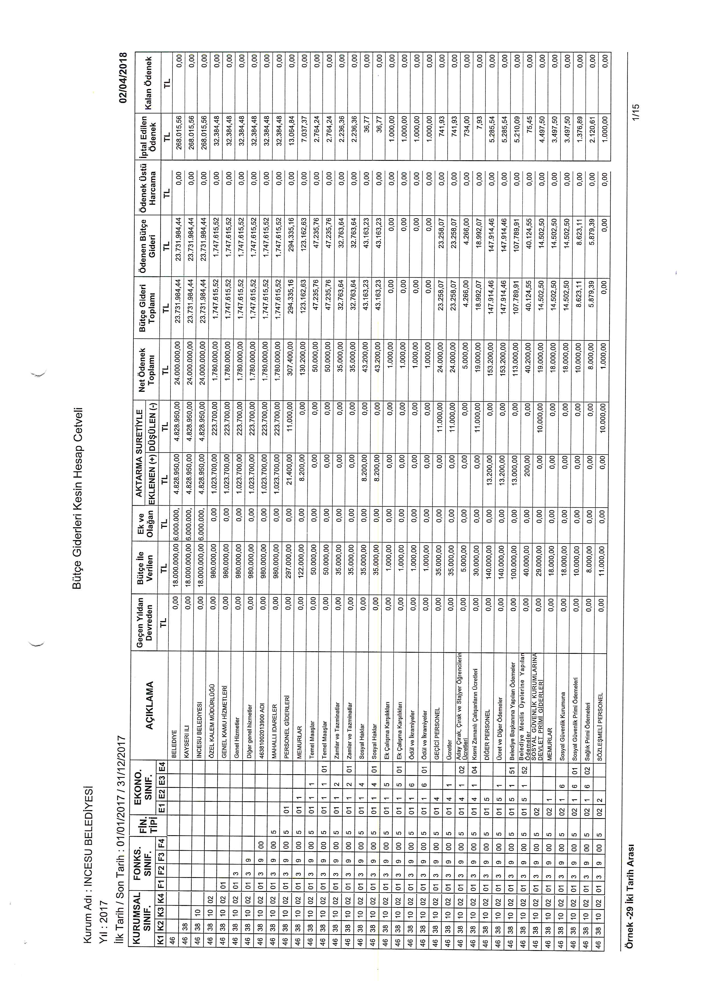 Bütçe Giderleri Kesin Hesap Cetveli
Kurum Adı : INCESU BELEDİYESİ
Yıl : 2017
İlk Tarih / Son Tarih : 01/01/2017 / 31/12/2017 02/04/2018
KURUMSAL SINIF. FONKS. SINIF. FİN. TİPİ EKONO. SINIF. AÇIKLAMA Geçen Yıldan Devreden Bütçe İle Verilen Ek ve Olağan AKTARMA SURETİYLE Net Ödenek Toplamı Bütçe Gideri Toplamı Ödenen Bütçe Gideri Ödenek Üstü Harcama İptal Edilen Ödenek Kalan Ödenek
EKLENEN (+) DÜŞÜLEN (-)
K1 K2 K3 K4 F1 F2 F3 F4 E1 E2 E3 E4 TL TL TL TL TL TL TL TL TL TL TL
46 BELEDIYE 0,00 18.000.000,00 6.000.000, 4.828.950,00 4.828.950,00 24.000.000,00 23.731.984,44 23.731.984,44 0,00 268.015,56 0,00
46 38 KAYSERI ILI 0,00 18.000.000,00 6.000.000, 4.828.950,00 4.828.950,00 24.000.000,00 23.731.984,44 23.731.984,44 0,00 268.015,56 0,00
46 38 10 INCESU BELEDIYESI 0,00 18.000.000,00 6.000.000, 4.828.950,00 4.828.950,00 24.000.000,00 23.731.984,44 23.731.984,44 0,00 268.015,56 0,00
46 38 10 02 ÖZEL KALEM MÜDÜRLÜĞÜ 0,00 980.000,00 0,00 1.023.700,00 223.700,00 1.780.000,00 1.747.615,52 1.747.615,52 0,00 32.384,48 0,00
46 38 10 02 01 GENEL KAMU HİZMETLERİ 0,00 980.000,00 0,00 1.023.700,00 223.700,00 1.780.000,00 1.747.615,52 1.747.615,52 0,00 32.384,48 0,00
46 38 10 02 01 3 Genel Hizmetler 0,00 980.000,00 0,00 1.023.700,00 223.700,00 1.780.000,00 1.747.615,52 1.747.615,52 0,00 32.384,48 0,00
46 38 10 02 01 3 9 Diğer genel hizmetler 0,00 980.000,00 0,00 1.023.700,00 223.700,00 1.780.000,00 1.747.615,52 1.747.615,52 0,00 32.384,48 0,00
46 38 10 02 01 3 9 00 46381002013900 ADI 0,00 980.000,00 0,00 1.023.700,00 223.700,00 1.780.000,00 1.747.615,52 1.747.615,52 0,00 32.384,48 0,00
46 38 10 02 01 3 9 00 5 MAHALLI IDARELER 0,00 980.000,00 0,00 1.023.700,00 223.700,00 1.780.000,00 1.747.615,52 1.747.615,52 0,00 32.384,48 0,00
46 38 10 02 01 3 9 00 5 01 PERSONEL GİDERLERİ 0,00 297.000,00 0,00 21.400,00 11.000,00 307.400,00 294.335,16 294.335,16 0,00 13.064,84 0,00
46 38 10 02 01 3 9 00 5 01 1 MEMURLAR 0,00 122.000,00 0,00 8.200,00 0,00 130.200,00 123.162,63 123.162,63 0,00 7.037,37 0,00
46 38 10 02 01 3 9 00 5 01 1 1 Temel Maaşlar 0,00 50.000,00 0,00 0,00 0,00 50.000,00 47.235,76 47.235,76 0,00 2.764,24 0,00
46 38 10 02 01 3 9 00 5 01 1 1 01 Temel Maaşlar 0,00 50.000,00 0,00 0,00 0,00 50.000,00 47.235,76 47.235,76 0,00 2.764,24 0,00
46 38 10 02 01 3 9 00 5 01 1 2 Zamlar ve Tazminatlar 0,00 35.000,00 0,00 0,00 0,00 35.000,00 32.763,64 32.763,64 0,00 2.236,36 0,00
46 38 10 02 01 3 9 00 5 01 1 2 01 Zamlar ve Tazminatlar 0,00 35.000,00 0,00 0,00 0,00 35.000,00 32.763,64 32.763,64 0,00 2.236,36 0,00
46 38 10 02 01 3 9 00 5 01 1 4 Sosyal Haklar 0,00 35.000,00 0,00 8.200,00 0,00 43.200,00 43.163,23 43.163,23 0,00 36,77 0,00
46 38 10 02 01 3 9 00 5 01 1 4 01 Sosyal Haklar 0,00 35.000,00 0,00 8.200,00 0,00 43.200,00 43.163,23 43.163,23 0,00 36,77 0,00
46 38 10 02 01 3 9 00 5 01 1 5 Ek Çalışma Karşılıkları 0,00 1.000,00 0,00 0,00 0,00 1.000,00 0,00 0,00 0,00 1.000,00 0,00
46 38 10 02 01 3 9 00 5 01 1 5 01 Ek Çalışma Karşılıkları 0,00 1.000,00 0,00 0,00 0,00 1.000,00 0,00 0,00 0,00 1.000,00 0,00
46 38 10 02 01 3 9 00 5 01 1 6 Ödül ve İkramiyeler 0,00 1.000,00 0,00 0,00 0,00 1.000,00 0,00 0,00 0,00 1.000,00 0,00
46 38 10 02 01 3 9 00 5 01 1 6 01 Ödül ve İkramiyeler 0,00 1.000,00 0,00 0,00 0,00 1.000,00 0,00 0,00 0,00 1.000,00 0,00
46 38 10 02 01 3 9 00 5 01 4 GEÇİCİ PERSONEL 0,00 35.000,00 0,00 0,00 11.000,00 24.000,00 23.258,07 23.258,07 0,00 741,93 0,00
46 38 10 02 01 3 9 00 5 01 4 1 Ücretler 0,00 35.000,00 0,00 0,00 11.000,00 24.000,00 23.258,07 23.258,07 0,00 741,93 0,00
46 38 10 02 01 3 9 00 5 01 4 1 02 Aday Çırak, Çırak ve Stajyer Öğrencilerin Ücretleri 0,00 5.000,00 0,00 0,00 0,00 5.000,00 4.266,00 4.266,00 0,00 734,00 0,00
46 38 10 02 01 3 9 00 5 01 4 1 04 Kısmi Zamanlı Çalışanların Ücretleri 0,00 30.000,00 0,00 0,00 11.000,00 19.000,00 18.992,07 18.992,07 0,00 7,93 0,00
46 38 10 02 01 3 9 00 5 01 5 DİĞER PERSONEL 0,00 140.000,00 0,00 13.200,00 0,00 153.200,00 147.914,46 147.914,46 0,00 5.285,54 0,00
46 38 10 02 01 3 9 00 5 01 5 1 Ücret ve Diğer Ödemeler 0,00 140.000,00 0,00 13.200,00 0,00 153.200,00 147.914,46 147.914,46 0,00 5.285,54 0,00
46 38 10 02 01 3 9 00 5 01 5 1 51 Belediye Başkanına Yapılan Ödemeler 0,00 100.000,00 0,00 13.000,00 0,00 113.000,00 107.789,91 107.789,91 0,00 5.210,09 0,00
46 38 10 02 01 3 9 00 5 01 5 1 52 Belediye Meclis Üyelerine Yapılan Ödemeler 0,00 40.000,00 0,00 200,00 0,00 40.200,00 40.124,55 40.124,55 0,00 75,45 0,00
46 38 10 02 01 3 9 00 5 02 SOSYAL GÜVENLİK KURUMLARINA DEVLET PRİMİ GİDERLERİ 0,00 29.000,00 0,00 0,00 10.000,00 19.000,00 14.502,50 14.502,50 0,00 4.497,50 0,00
46 38 10 02 01 3 9 00 5 02 1 MEMURLAR 0,00 18.000,00 0,00 0,00 0,00 18.000,00 14.502,50 14.502,50 0,00 3.497,50 0,00
46 38 10 02 01 3 9 00 5 02 1 6 Sosyal Güvenlik Kurumuna 0,00 18.000,00 0,00 0,00 0,00 18.000,00 14.502,50 14.502,50 0,00 3.497,50 0,00
46 38 10 02 01 3 9 00 5 02 1 6 01 Sosyal Güvenlik Primi Ödemeleri 0,00 10.000,00 0,00 0,00 0,00 10.000,00 8.623,11 8.623,11 0,00 1.376,89 0,00
46 38 10 02 01 3 9 00 5 02 1 6 02 Sağlık Primi Ödemeleri 0,00 8.000,00 0,00 0,00 0,00 8.000,00 5.879,39 5.879,39 0,00 2.120,61 0,00
46 38 10 02 01 3 9 00 5 02 2 SÖZLEŞMELİ PERSONEL 0,00 11.000,00 0,00 0,00 10.000,00 1.000,00 0,00 0,00 0,00 1.000,00 0,00
Örnek -29 İki Tarih Arası 1/15